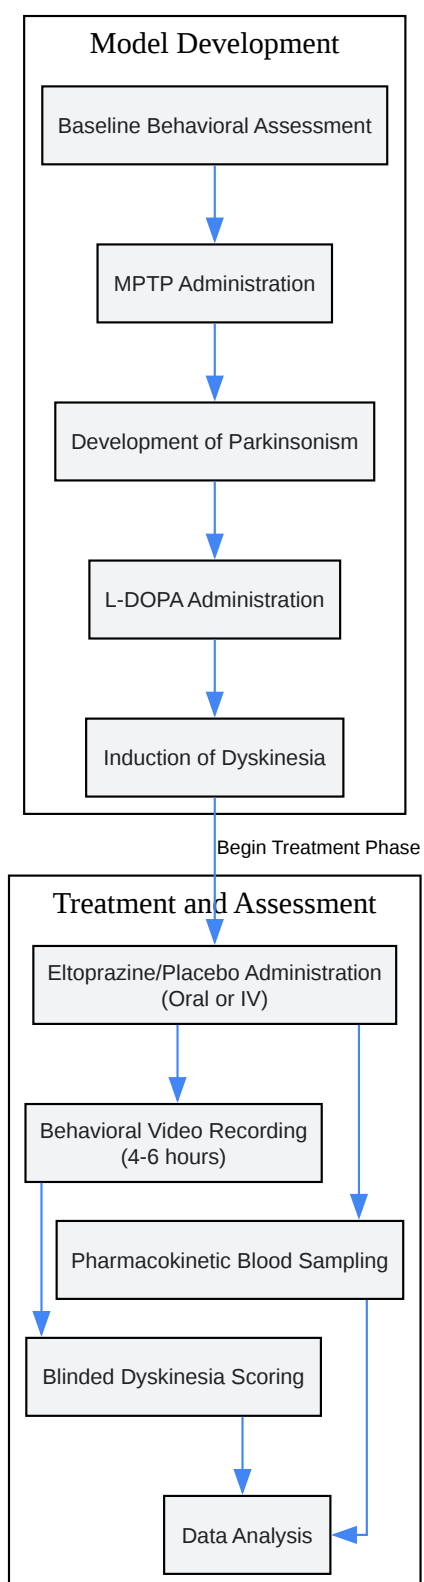 Model Development
Baseline Behavioral Assessment
MPTP Administration
Development of Parkinsonism
L-DOPA Administration
Induction of Dyskinesia
Begin Treatment Phase
Treatment and Assessment
Eltoprazine/Placebo Administration
(Oral or IV)
Behavioral Video Recording
(4-6 hours)
Pharmacokinetic Blood Sampling
Blinded Dyskinesia Scoring
Data Analysis